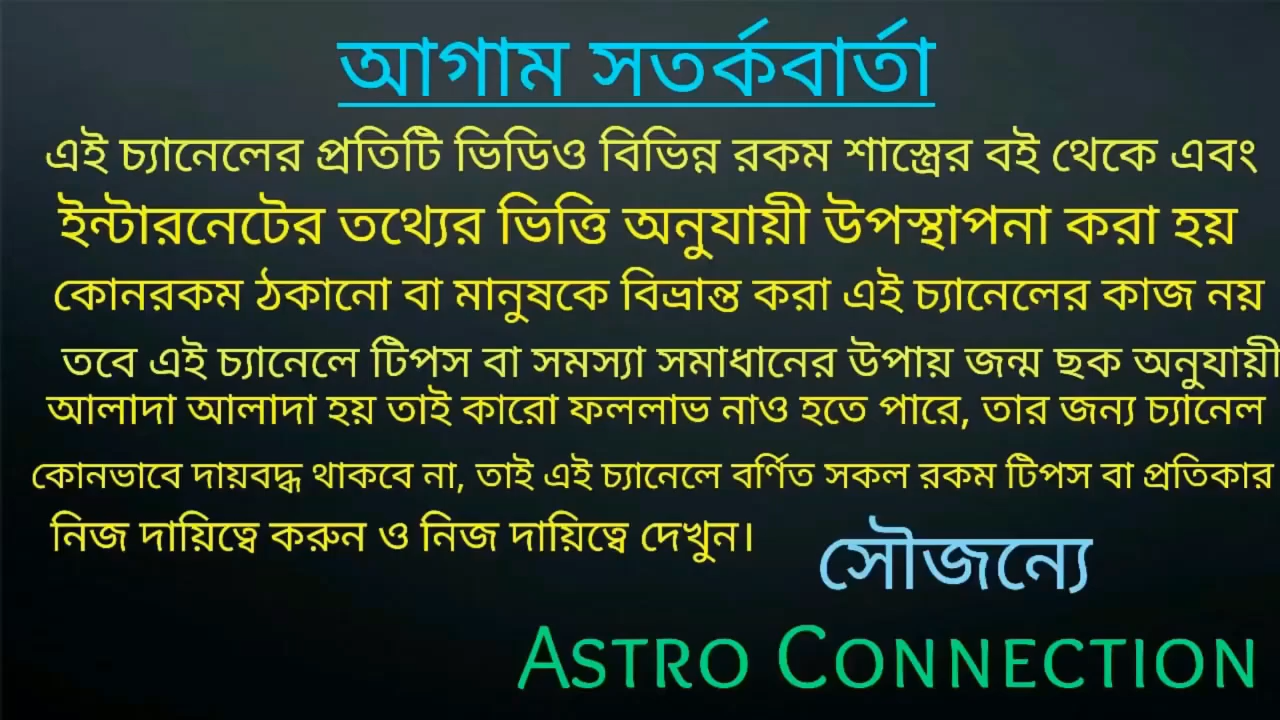 আগাম সতর্কবার্তা
এই চ্যানেলের প্রতিটি ভিডিও বিভিন্ন রকম শাস্ত্রের বই থেকে এবং
ইন্টারনেটের তথ্যের ভিত্তি অনুযায়ী উপস্থাপনা করা হয়
কোনরকম ঠকানো বা মানুষকে বিভ্রান্ত করা এই চ্যানেলের কাজ নয়
তবে এই চ্যানেলে টিপস বা সমস্যা সমাধানের উপায় জন্ম ছক অনুযায়ী
আলাদা আলাদা হয় তাই কারো ফললাভ নাও হতে পারে, তার জন্য চ্যানেল
কোনভাবে দায়বদ্ধ থাকবে না, তাই এই চ্যানেলে বর্ণিত সকল রকম টিপস বা প্রতিকার
নিজ দায়িত্বে করুন ও নিজ দায়িত্বে দেখুন।
সৌজন্যে
ASTRO CONNECTION